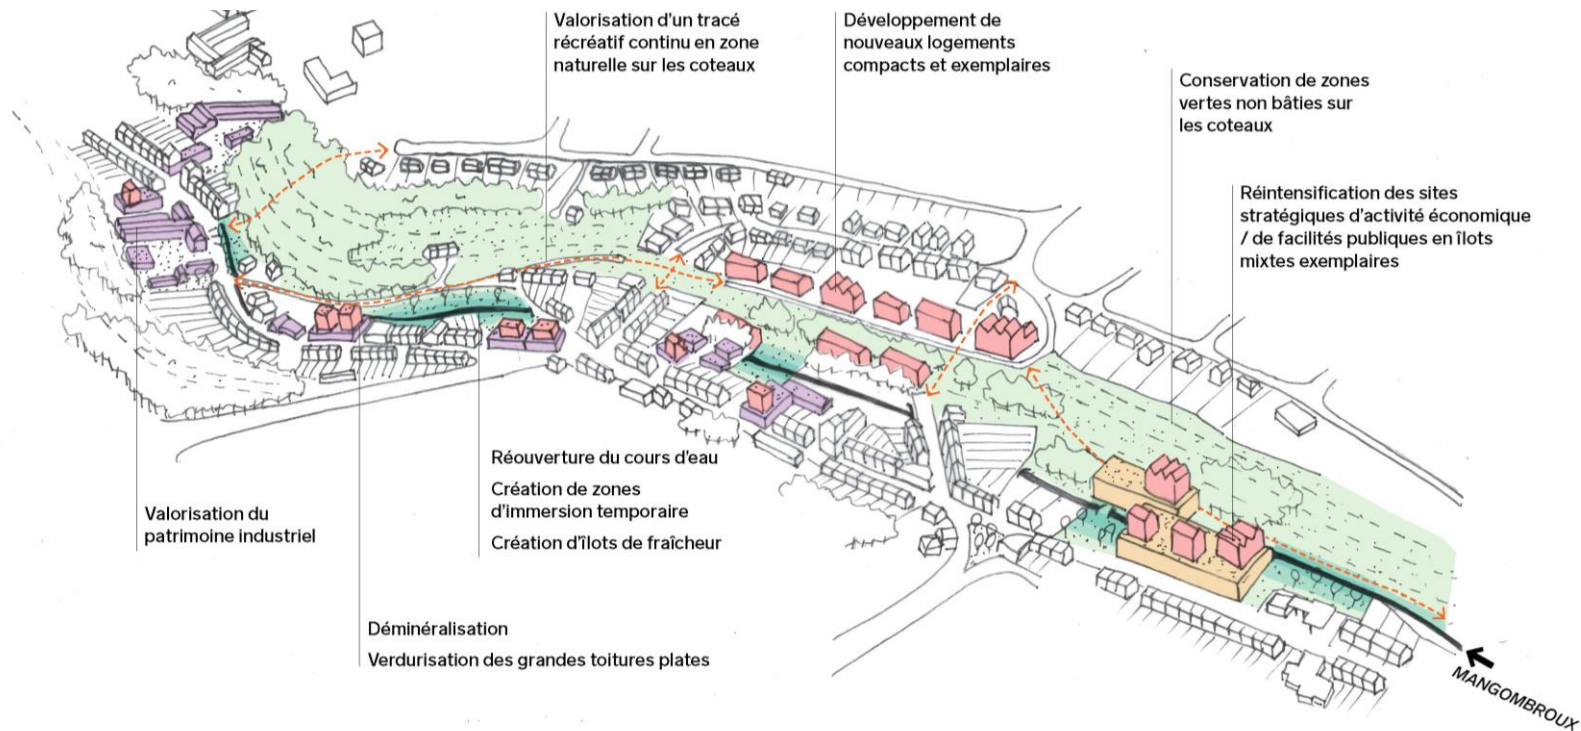 Valorisation d'un tracé
récréatif continu en zone
naturelle sur les coteaux
Développement de
nouveaux logements
compacts et exemplaires
Conservation de zones
vertes non bâties sur
les coteaux
Réintensification des sites
stratégiques d'activité économique
/ de facilités publiques en îlots
mixtes exemplaires
Valorisation du
patrimoine industriel
Réouverture du cours d'eau
Création de zones
d'immersion temporaire
Création d'îlots de fraîcheur
Déminéralisation
Verdurisation des grandes toitures plates
MANGOMBROUX